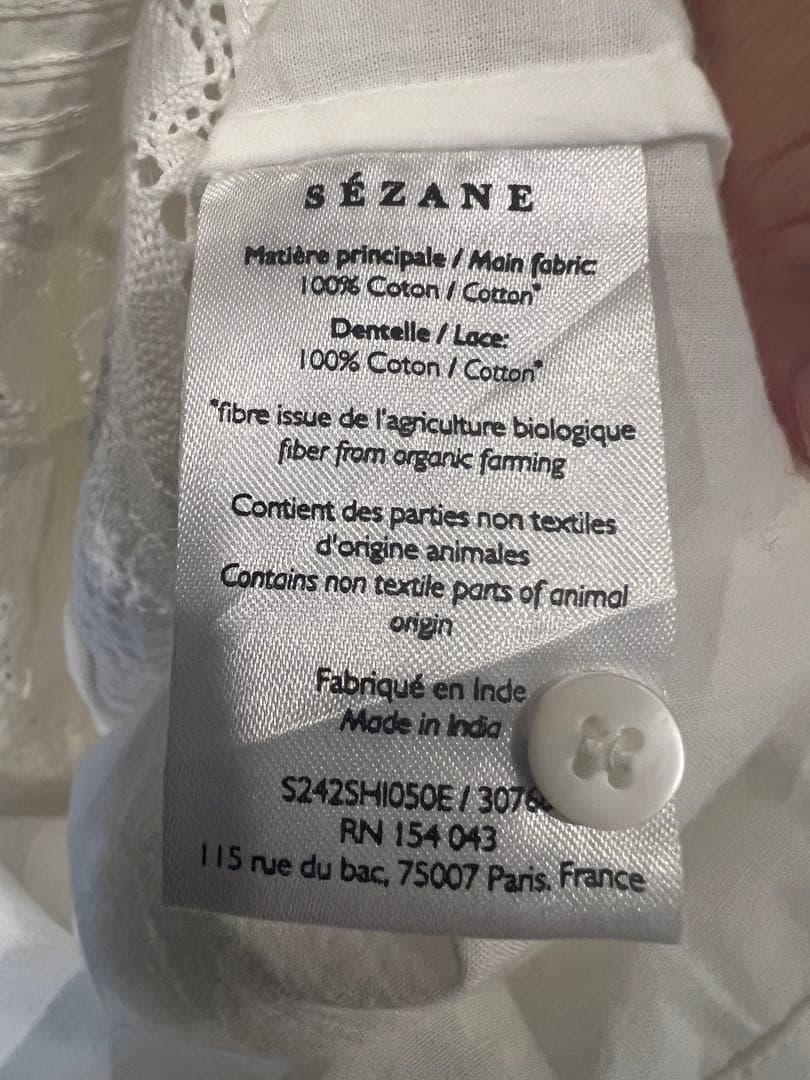 SÉZANE
Matière principale / Main fabric:
100% Coton / Cotton*
Dentelle / Lace:
100% Coton / Cotton*
*fibre issue de l'agriculture biologique
fiber from organic farming
Contient des parties non textiles
d'origine animales
Contains non textile parts of animal
origin
Fabriqué en Inde
Made in India
S242SHI050E /
RN 154 043
115 rue du bac, 75007 Paris. France